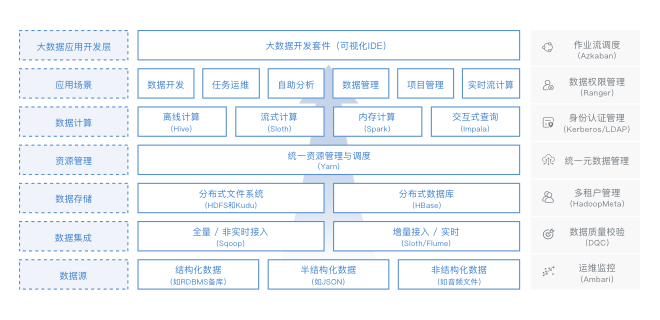 大数据应用开发层
大数据开发套件（可视化IDE）
应用场景
数据开发
任务运维
自助分析
数据管理
项目管理
实时流计算
数据计算
离线计算
(Hive)
流式计算
(Sloth)
内存计算
(Spark)
交互式查询
(Impala)
资源管理
统一资源管理与调度
(Yarn)
数据存储
分布式文件系统
(HDFS和Kudu)
分布式数据库
(HBase)
数据集成
全量 / 非实时接入
(Sqoop)
增量接入 / 实时
(Sloth/Flume)
数据源
结构化数据
(如RDBMS备库)
半结构化数据
(如JSON)
非结构化数据
(如音频文件)
作业流调度
(Azkaban)
数据权限管理
(Ranger)
身份认证管理
(Kerberos/LDAP)
统一元数据管理
多租户管理
(HadoopMeta)
数据质量校验
(DQC)
运维监控
(Ambari)